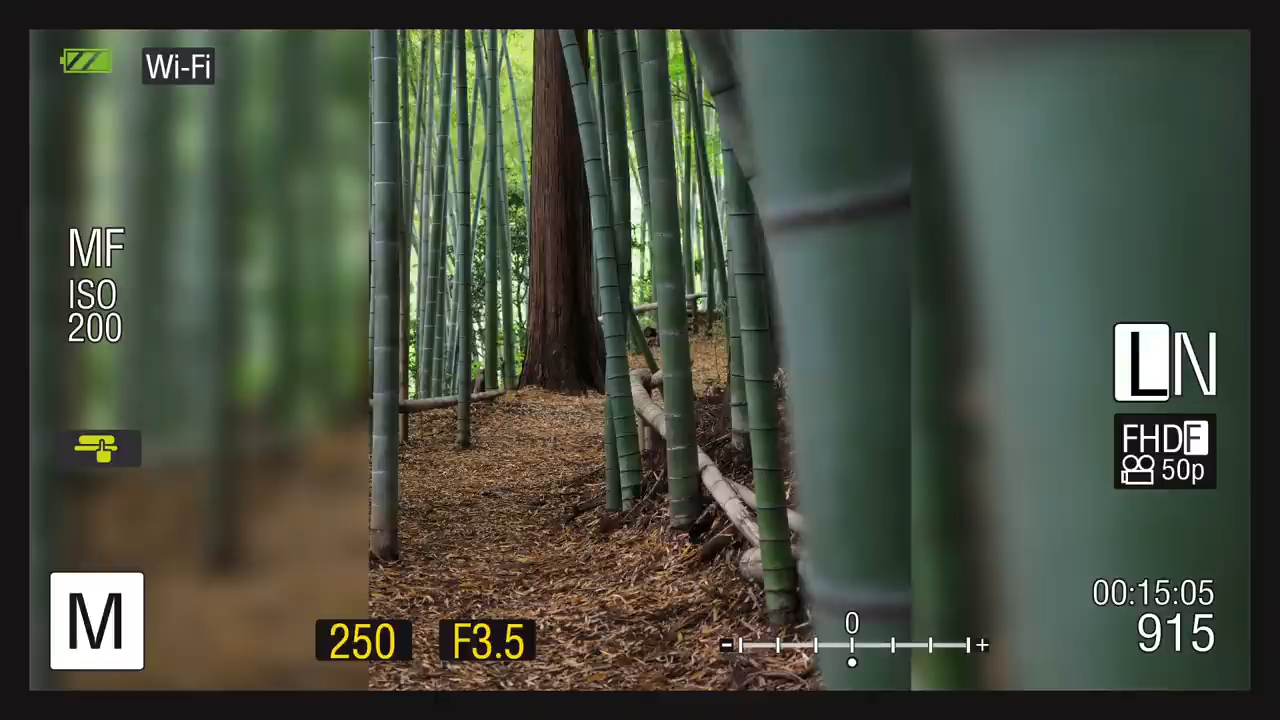 Wi-Fi
MF
ISO
200
LN
FHDF
50p
M
250 F3.5
- 0 +
00:15:05
915